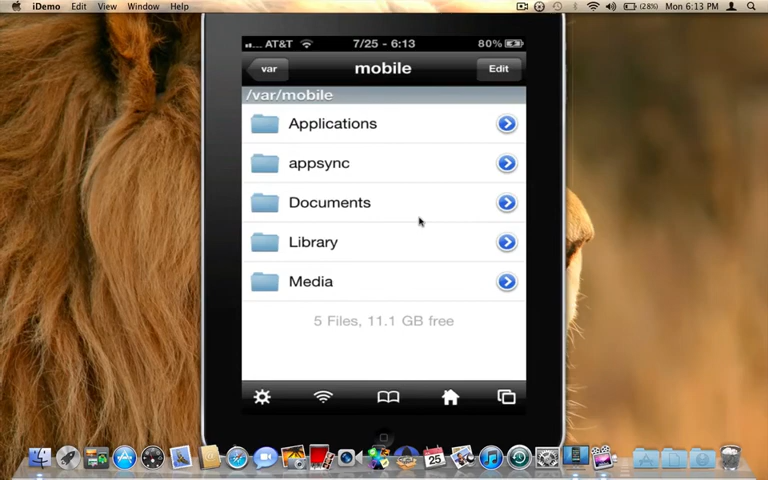 iDemo Edit View Window Help
(28%) Mon 6:13 PM
AT&T 7/25 - 6:13 80%
var mobile Edit
/var/mobile
Applications
appsync
Documents
Library
Media
5 Files, 11.1 GB free
25